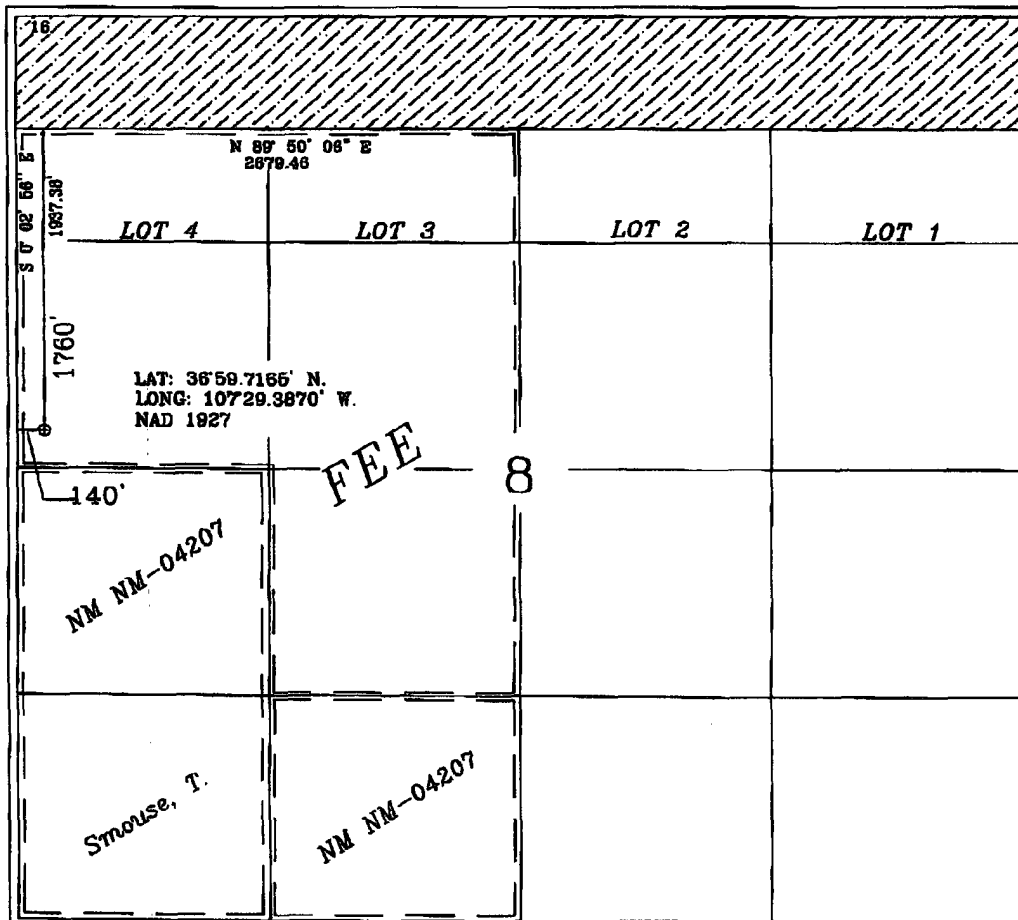 16
N 89° 50' 06" E
2679.46
S 0° 02' 56" E
1937.38'
LOT 4
LOT 3
LOT 2
LOT 1
1760'
LAT: 36°59.7165' N.
LONG: 107°29.3870' W.
NAD 1927
FEE
8
140'
NM NM-04207
Smouse, T.
NM NM-04207